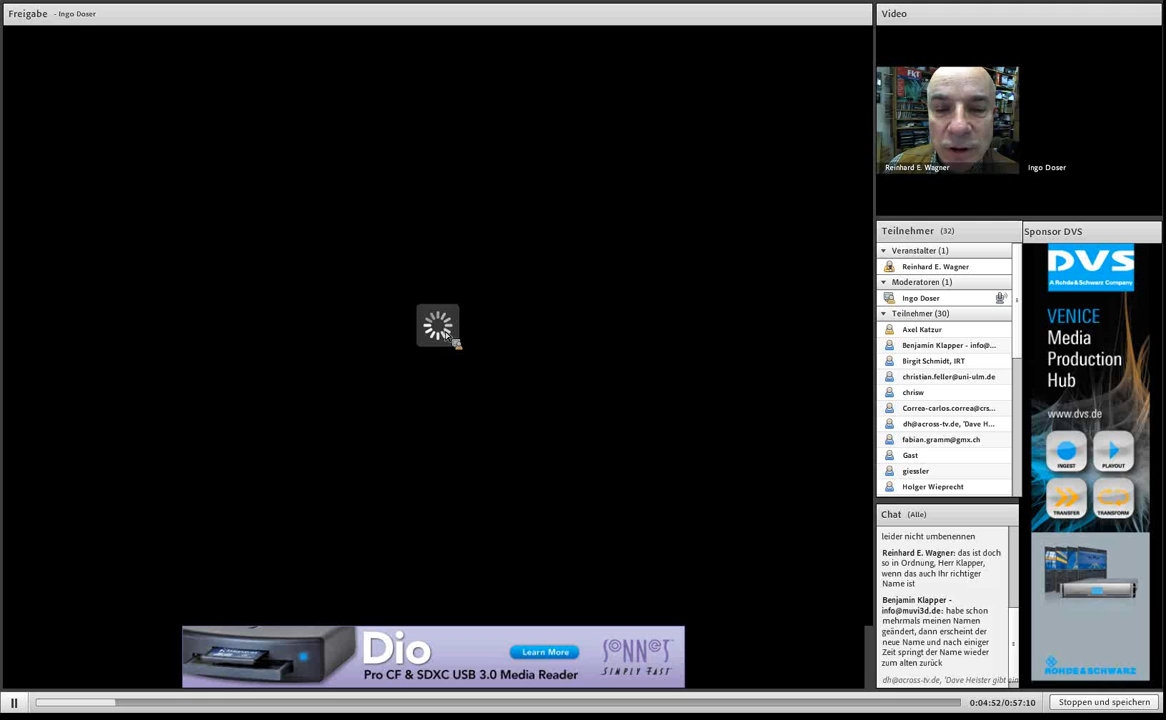 Freigabe - Ingo Doser
Video
Reinhard E. Wagner
Ingo Doser
Teilnehmer (32)
Veranstalter (1)
Reinhard E. Wagner
Moderatoren (1)
Ingo Doser
Teilnehmer (30)
Axel Katzur
Benjamin Klapper - info@...
Birgit Schmidt, IRT
christian.feller@uni-ulm.de
chrisw
Correa-carlos.correa@crs...
dh@across-tv.de, 'Dave H...
fabian.gramm@gmx.ch
Gast
giessler
Holger Wieprecht
Chat (Alle)
leider nicht umbenennen
Reinhard E. Wagner: das ist doch
so in Ordnung, Herr Klapper,
wenn das auch Ihr richtiger
Name ist
Benjamin Klapper -
info@muvi3d.de: habe schon
mehrmals meinen Namen
geändert, dann erscheint der
neue Name und nach einiger
Zeit springt der Name wieder
zum alten zurück
dh@across-tv.de, 'Dave Heister gibt ein
Sponsor DVS
DVS
A Rohde&Schwarz Company
VENICE
Media
Production
Hub
www.dvs.de
INGEST
PLAYOUT
TRANSFER
TRANSFORM
ROHDE&SCHWARZ
Dio
Pro CF & SDXC USB 3.0 Media Reader
Learn More
SONNET
SIMPLY FAST
0:04:52/0:57:10
Stoppen und speichern